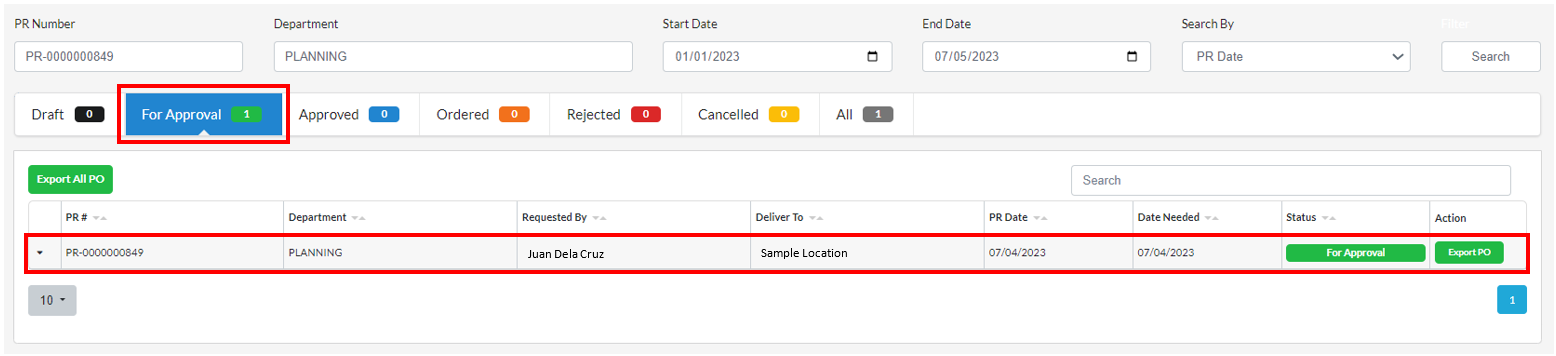 PR Number Department Start Date End Date Search By Filter
PR-0000000849 PLANNING 01/01/2023 07/05/2023 PR Date Search
Draft 0 For Approval 1 Approved 0 Ordered 0 Rejected 0 Cancelled 0 All 1
Export All PO Search
PR # Department Requested By Deliver To PR Date Date Needed Status Action
PR-0000000849 PLANNING Juan Dela Cruz Sample Location 07/04/2023 07/04/2023 For Approval Export PO
10 1